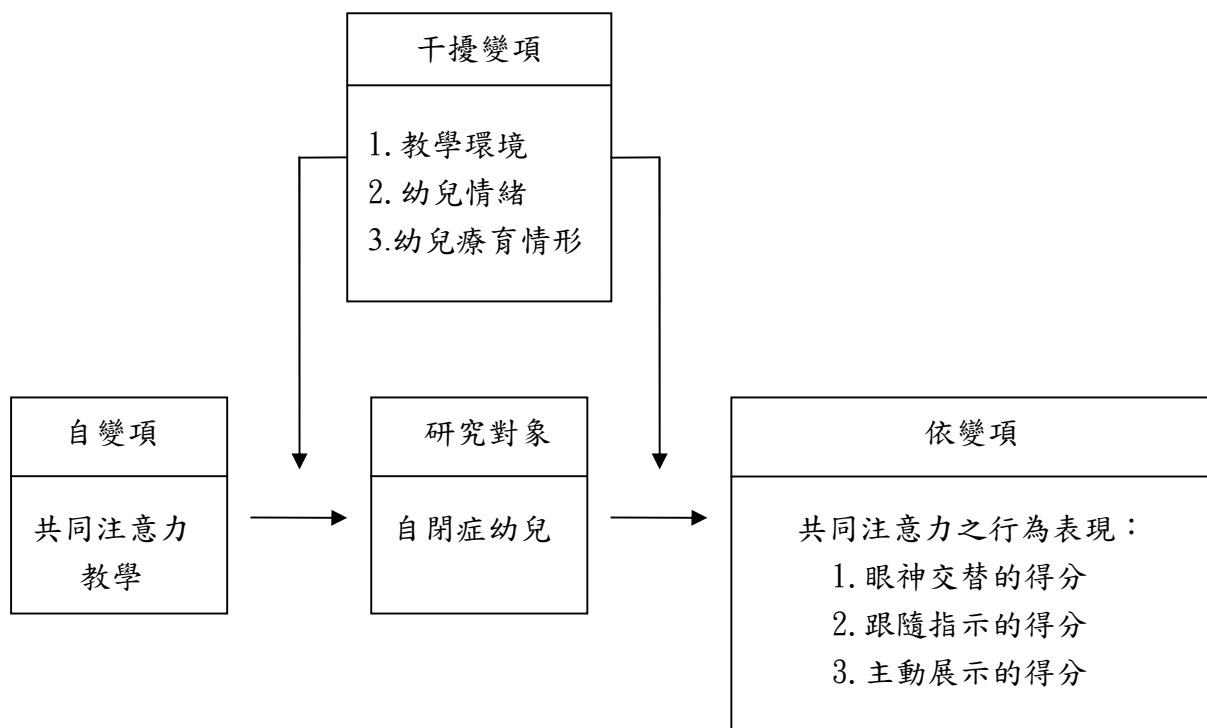 干擾變項
1.教學環境
2.幼兒情緒
3.幼兒療育情形
自變項
共同注意力
教學
研究對象
自閉症幼兒
依變項
共同注意力之行為表現：
1.眼神交替的得分
2.跟隨指示的得分
3.主動展示的得分